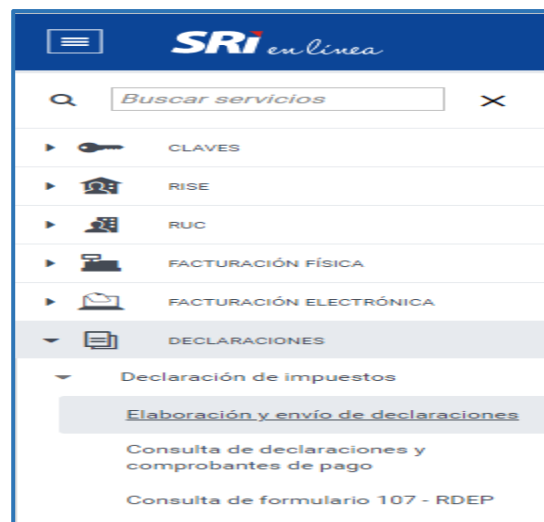 SRi en línea
Buscar servicios
CLAVES
RISE
RUC
FACTURACIÓN FÍSICA
FACTURACIÓN ELECTRÓNICA
DECLARACIONES
Declaración de impuestos
Elaboración y envío de declaraciones
Consulta de declaraciones y
comprobantes de pago
Consulta de formulario 107 - RDEP